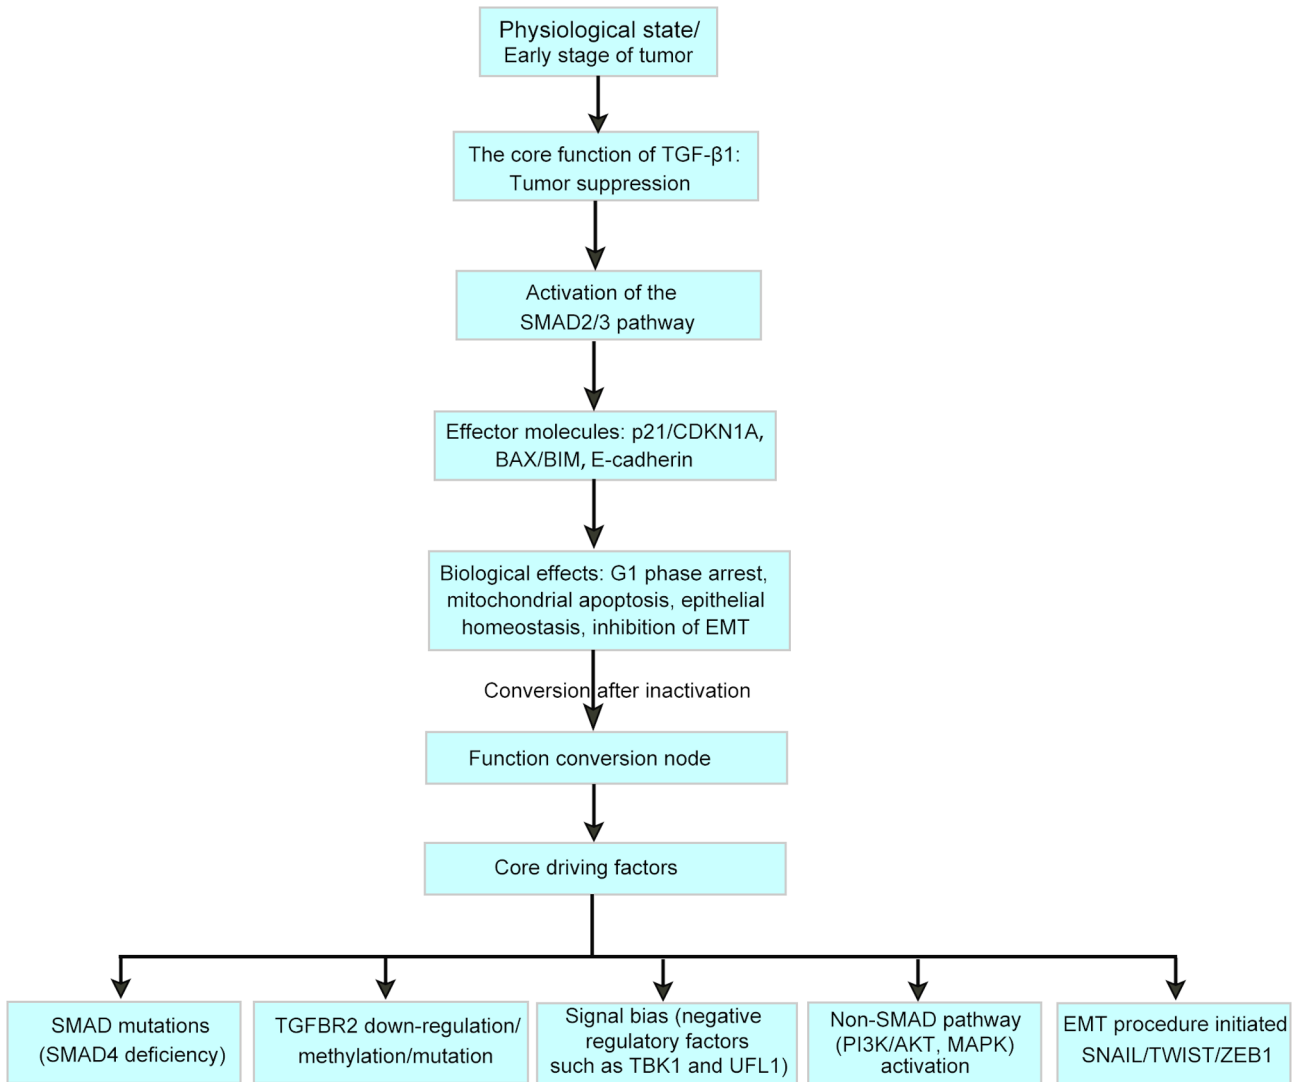 Physiological state/
Early stage of tumor
The core function of TGF-β1:
Tumor suppression
Activation of the
SMAD2/3 pathway
Effector molecules: p21/CDKN1A,
BAX/BIM, E-cadherin
Biological effects: G1 phase arrest,
mitochondrial apoptosis, epithelial
homeostasis, inhibition of EMT
Conversion after inactivation
Function conversion node
Core driving factors
SMAD mutations
(SMAD4 deficiency)
TGFBR2 down-regulation/
methylation/mutation
Signal bias (negative
regulatory factors
such as TBK1 and UFL1)
Non-SMAD pathway
(PI3K/AKT, MAPK)
activation
EMT procedure initiated
SNAIL/TWIST/ZEB1